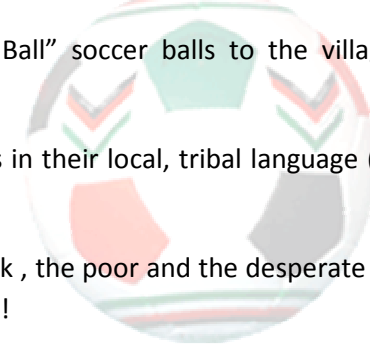 Ball” soccer balls to the villa
s in their local, tribal language (
k , the poor and the desperate
!